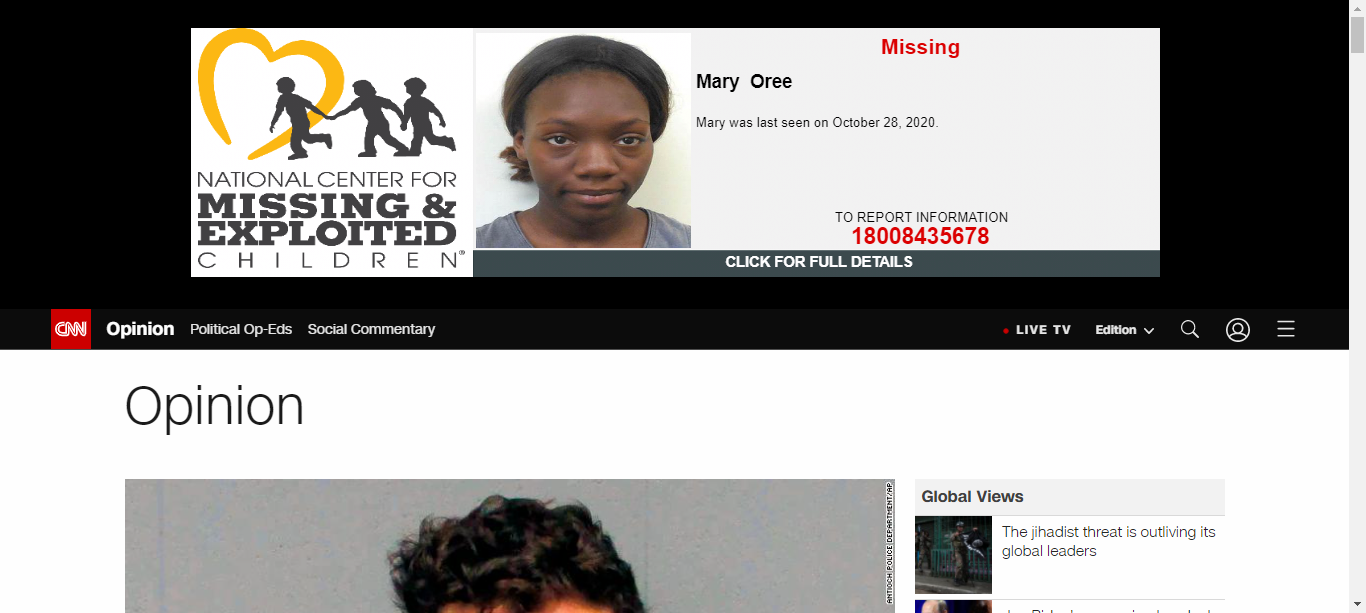 Missing
Mary Oree
Mary was last seen on October 28, 2020.
NATIONAL CENTER FOR
MISSING &
EXPLOITED
CHILDREN®
TO REPORT INFORMATION
18008435678
CLICK FOR FULL DETAILS
CNN Opinion Political Op-Eds Social Commentary LIVE TV Edition
Opinion
ANTIOCH POLICE DEPARTMENT/AP
Global Views
The jihadist threat is outliving its
global leaders